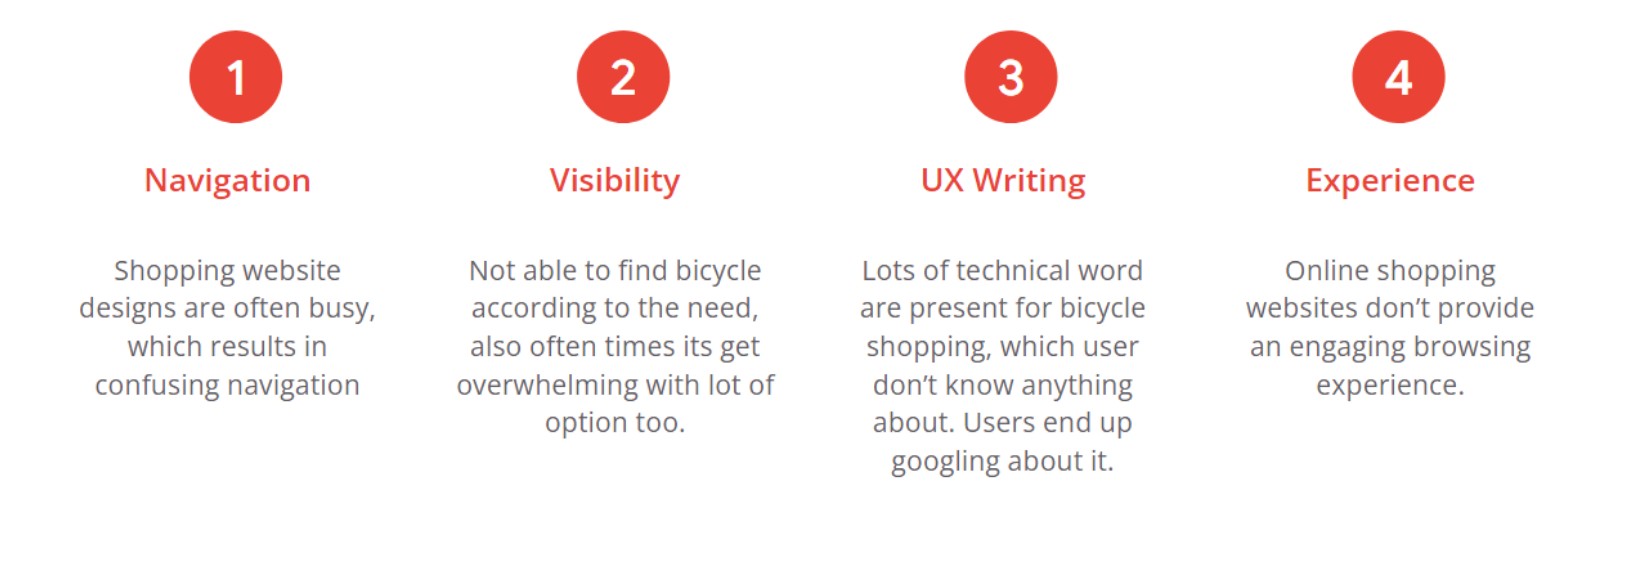 1
Navigation
Shopping website
designs are often busy,
which results in
confusing navigation
2
Visibility
Not able to find bicycle
according to the need,
also often times its get
overwhelming with lot of
option too.
3
UX Writing
Lots of technical word
are present for bicycle
shopping, which user
don’t know anything
about. Users end up
googling about it.
4
Experience
Online shopping
websites don’t provide
an engaging browsing
experience.